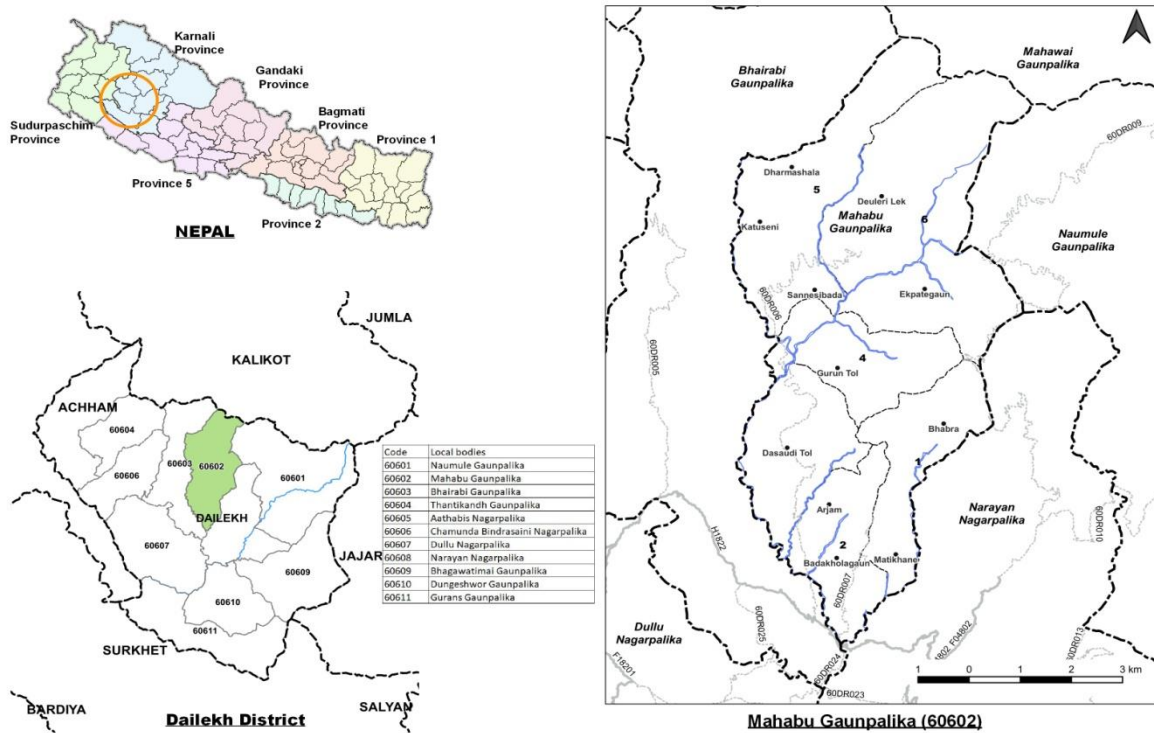 Karnali
Province
Gandaki
Province
Bagmati
Province
Province 1
Sudurpaschim
Province
Province 5
Province 2
NEPAL
JUMLA
KALIKOT
ACHHAM
60604
60606
60603
60602
60601
DAILEKH
60607
JAJAR
60609
60610
60611
SURKHET
BARDIYA
SALYAN
Dailekh District
Code Local bodies
60601 Naumule Gaunpalika
60602 Mahabu Gaunpalika
60603 Bhairabi Gaunpalika
60604 Thantikandh Gaunpalika
60605 Aathabis Nagarpalika
60606 Chamunda Bindrasaini Nagarpalika
60607 Dullu Nagarpalika
60608 Narayan Nagarpalika
60609 Bhagawatimai Gaunpalika
60610 Dungeshwor Gaunpalika
60611 Gurans Gaunpalika
Bhairabi
Gaunpalika
Mahawai
Gaunpalika
60DR009
Dharmashala
5
Deuleri Lek
Mahabu
Gaunpalika
6
Katuseni
Naumule
Gaunpalika
Sannesibada
Ekpategaun
60DR006
60DR005
4
Gurun Tol
Bhabra
Dasaudi Tol
1
Arjam
Narayan
Nagarpalika
60DR010
H1822
2
Badakholagaun
Matikhane
60DR007
Dullu
Nagarpalika
60DR025
F18201
60DR024
60DR023
1802 F04802
60DR013
1 0 1 2 3 km
Mahabu Gaunpalika (60602)